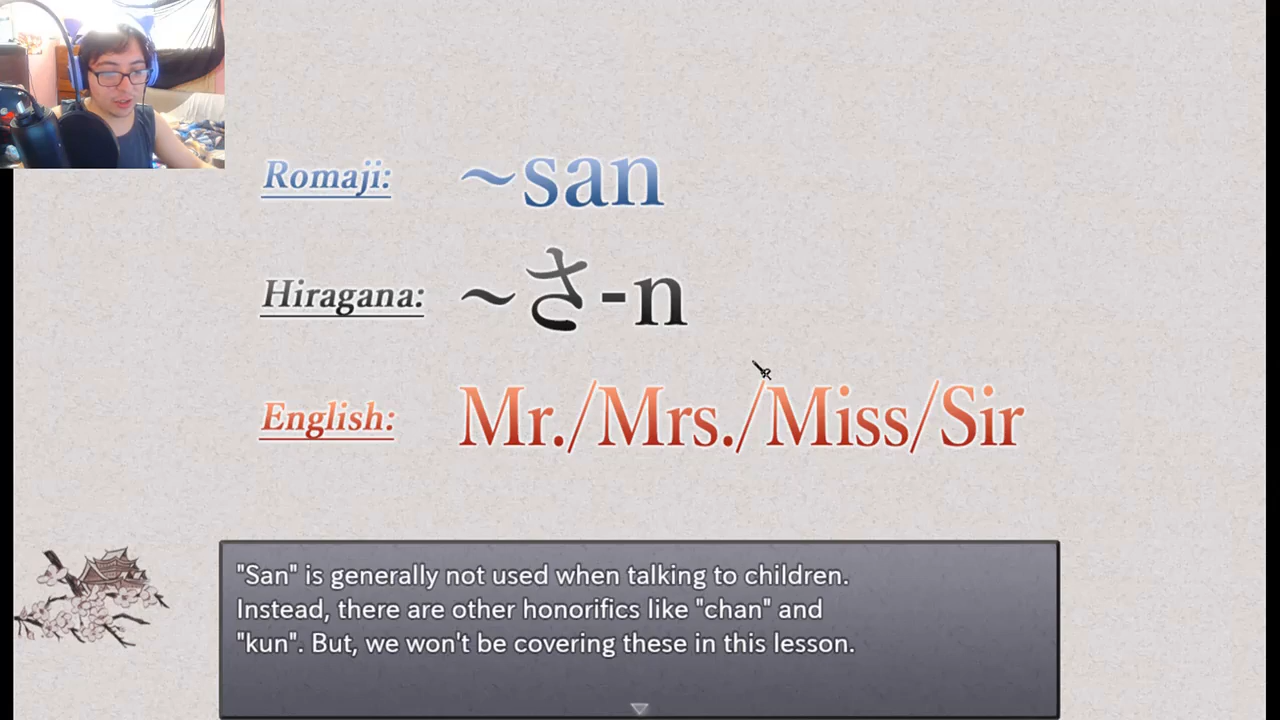 Romaji: ~san
Hiragana: ~さ-n
English: Mr./Mrs./Miss/Sir
"San" is generally not used when talking to children.
Instead, there are other honorifics like "chan" and
"kun". But, we won't be covering these in this lesson.